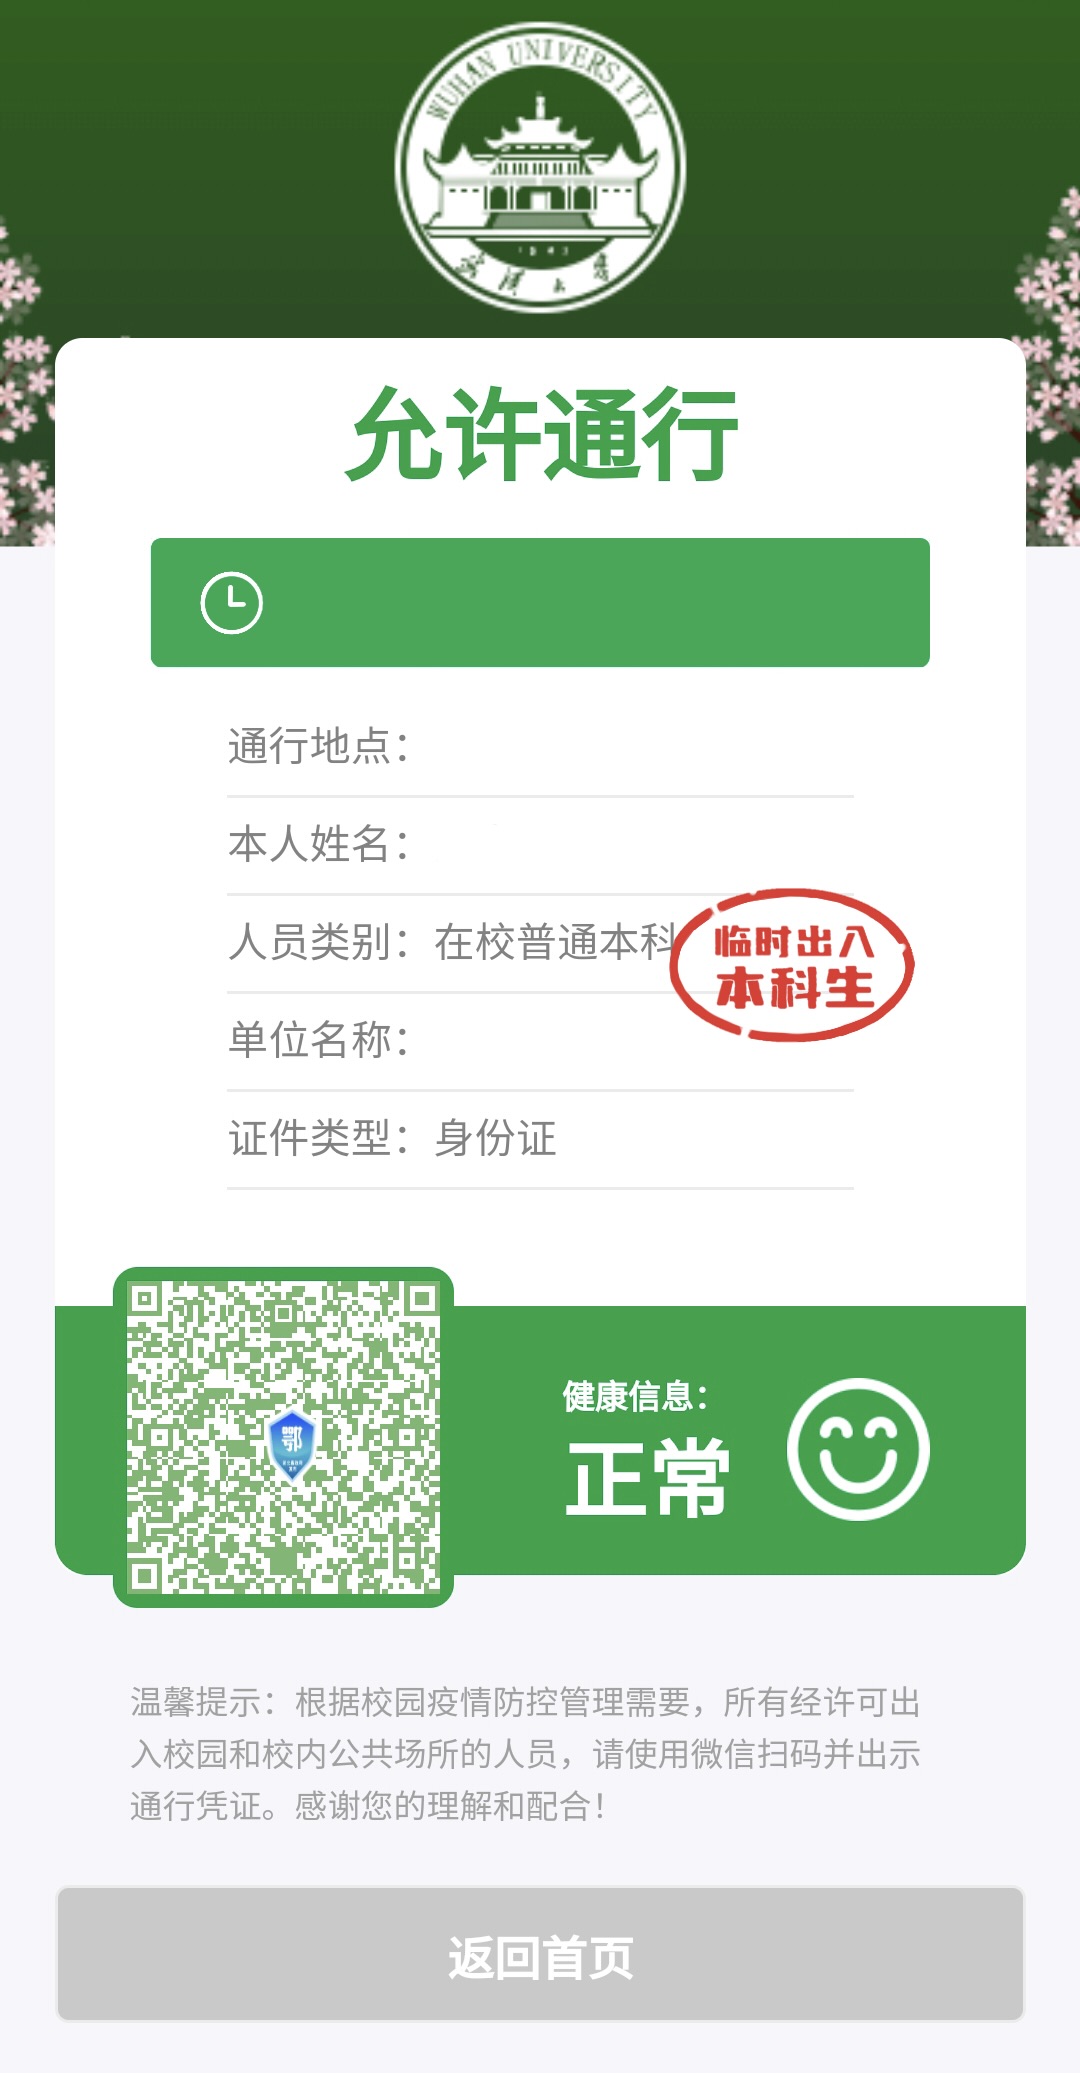 WUHAN UNIVERSITY
武汉大学
允许通行
通行地点：
本人姓名：
人员类别：在校普通本科
临时出入
本科生
单位名称：
证件类型：身份证
鄂
健康信息：
正常
温馨提示：根据校园疫情防控管理需要，所有经许可出
入校园和校内公共场所的人员，请使用微信扫码并出示
通行凭证。感谢您的理解和配合！
返回首页